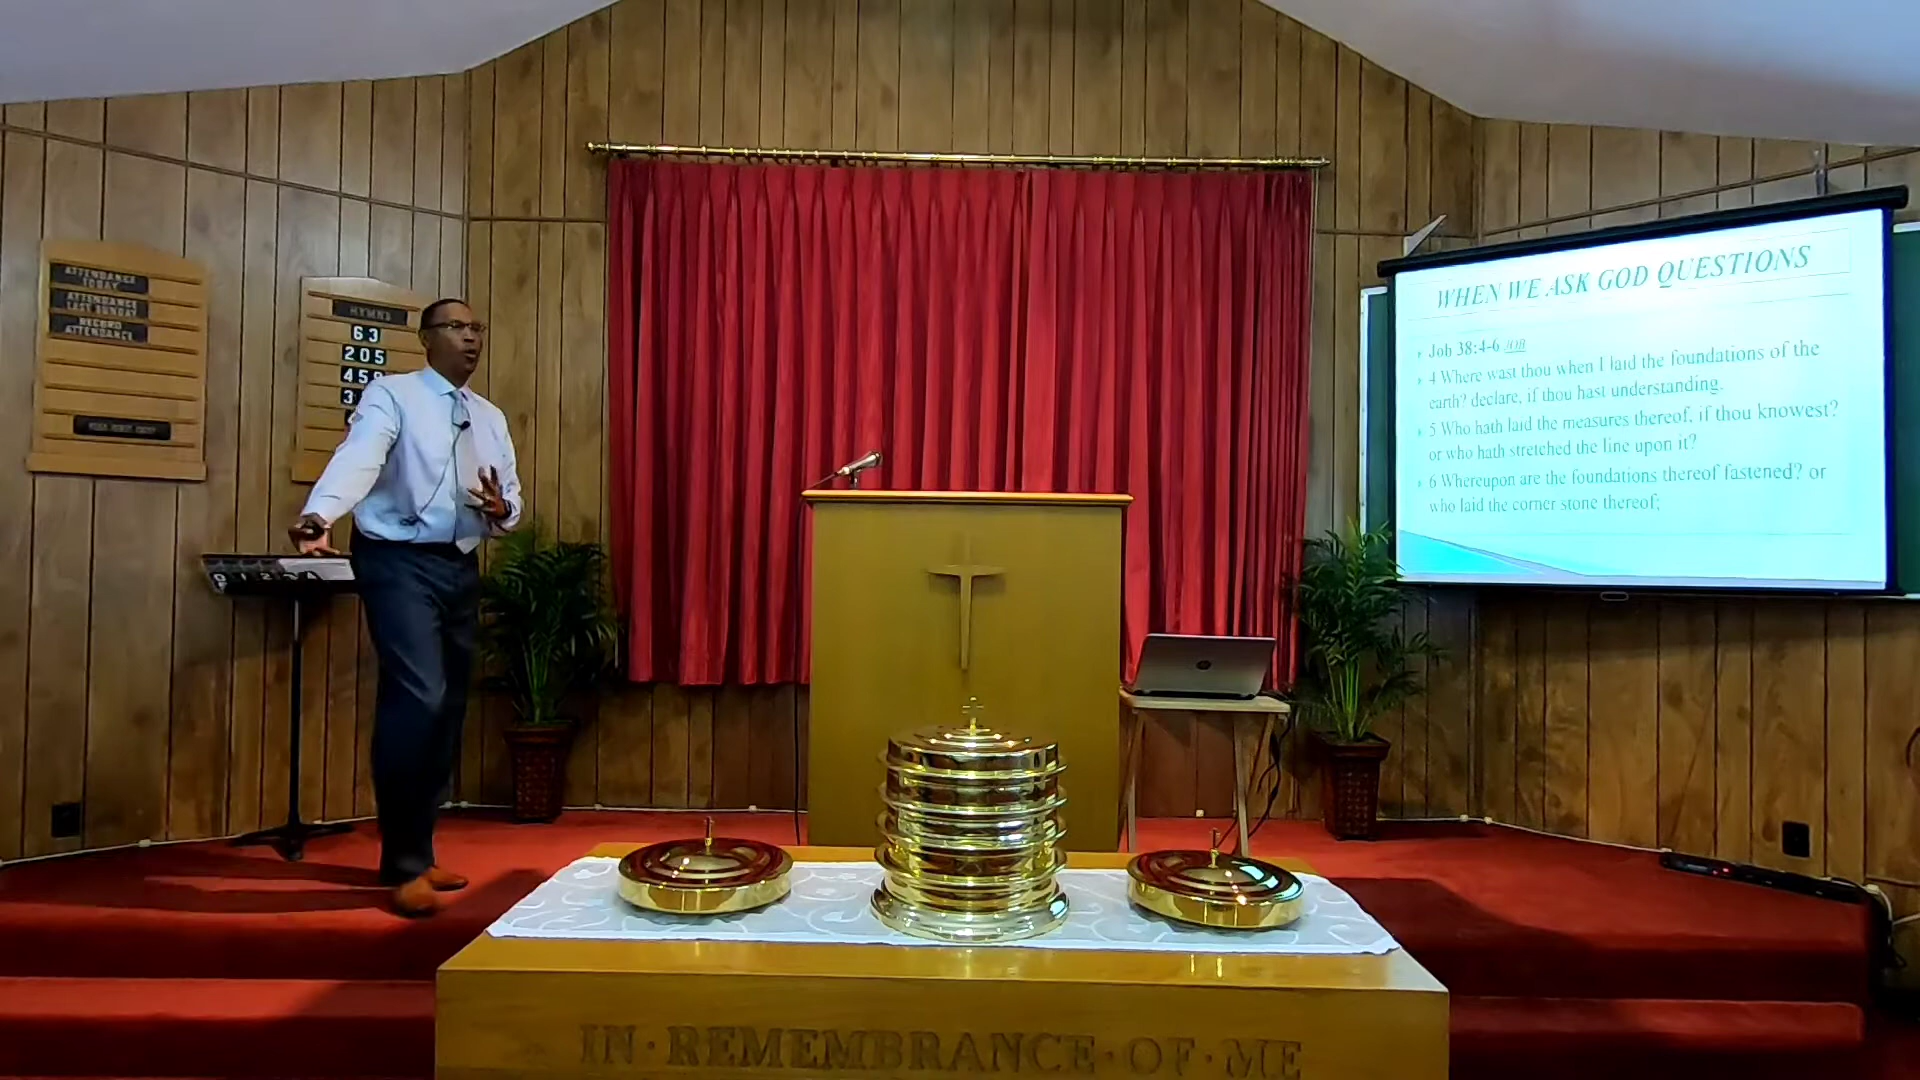 ATTENDANCE
TODAY
ATTENDANCE
LAST SUNDAY
RECORD
ATTENDANCE
HYMNS
63
205
45
3
WHEN WE ASK GOD QUESTIONS
Job 38:4-6 JOB
4 Where wast thou when I laid the foundations of the
earth? declare, if thou hast understanding.
5 Who hath laid the measures thereof, if thou knowest?
or who hath stretched the line upon it?
6 Whereupon are the foundations thereof fastened? or
who laid the corner stone thereof;
IN·REMEMBRANCE·OF·ME